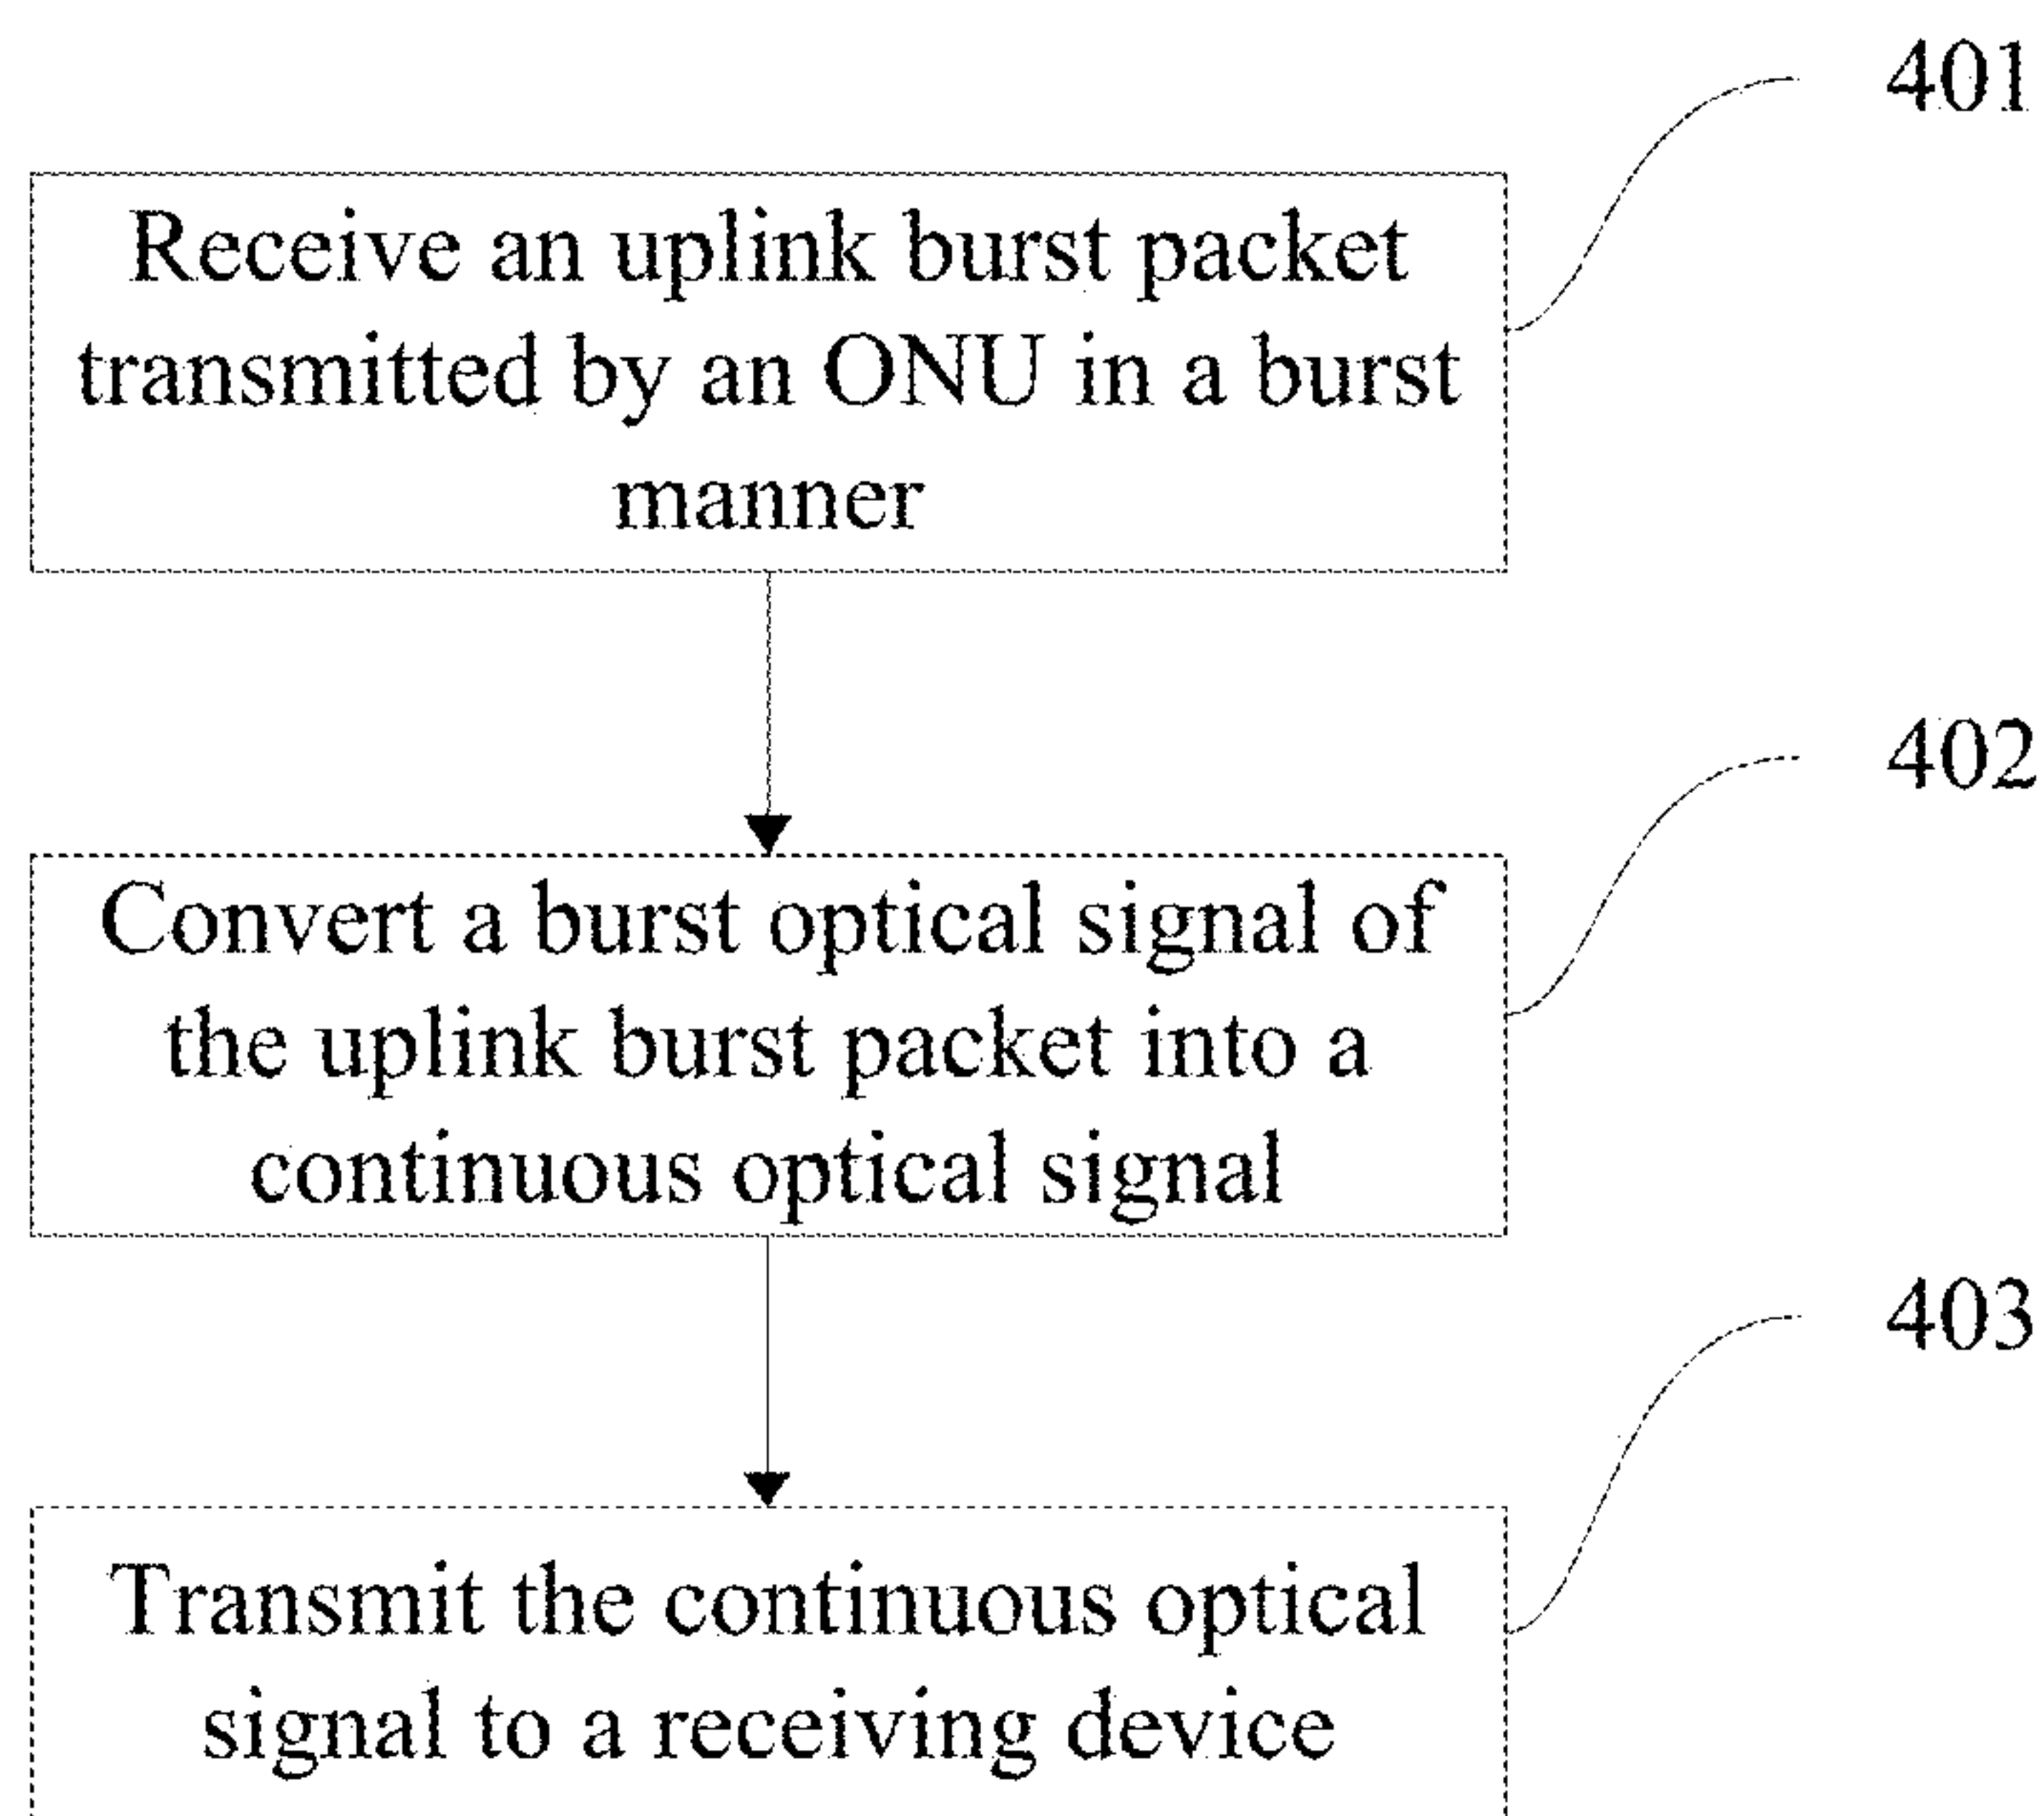 401
Receive an uplink burst packet
transmitted by an ONU in a burst
manner
402
Convert a burst optical signal of
the uplink burst packet into a
continuous optical signal
403
Transmit the continuous optical
signal to a receiving device